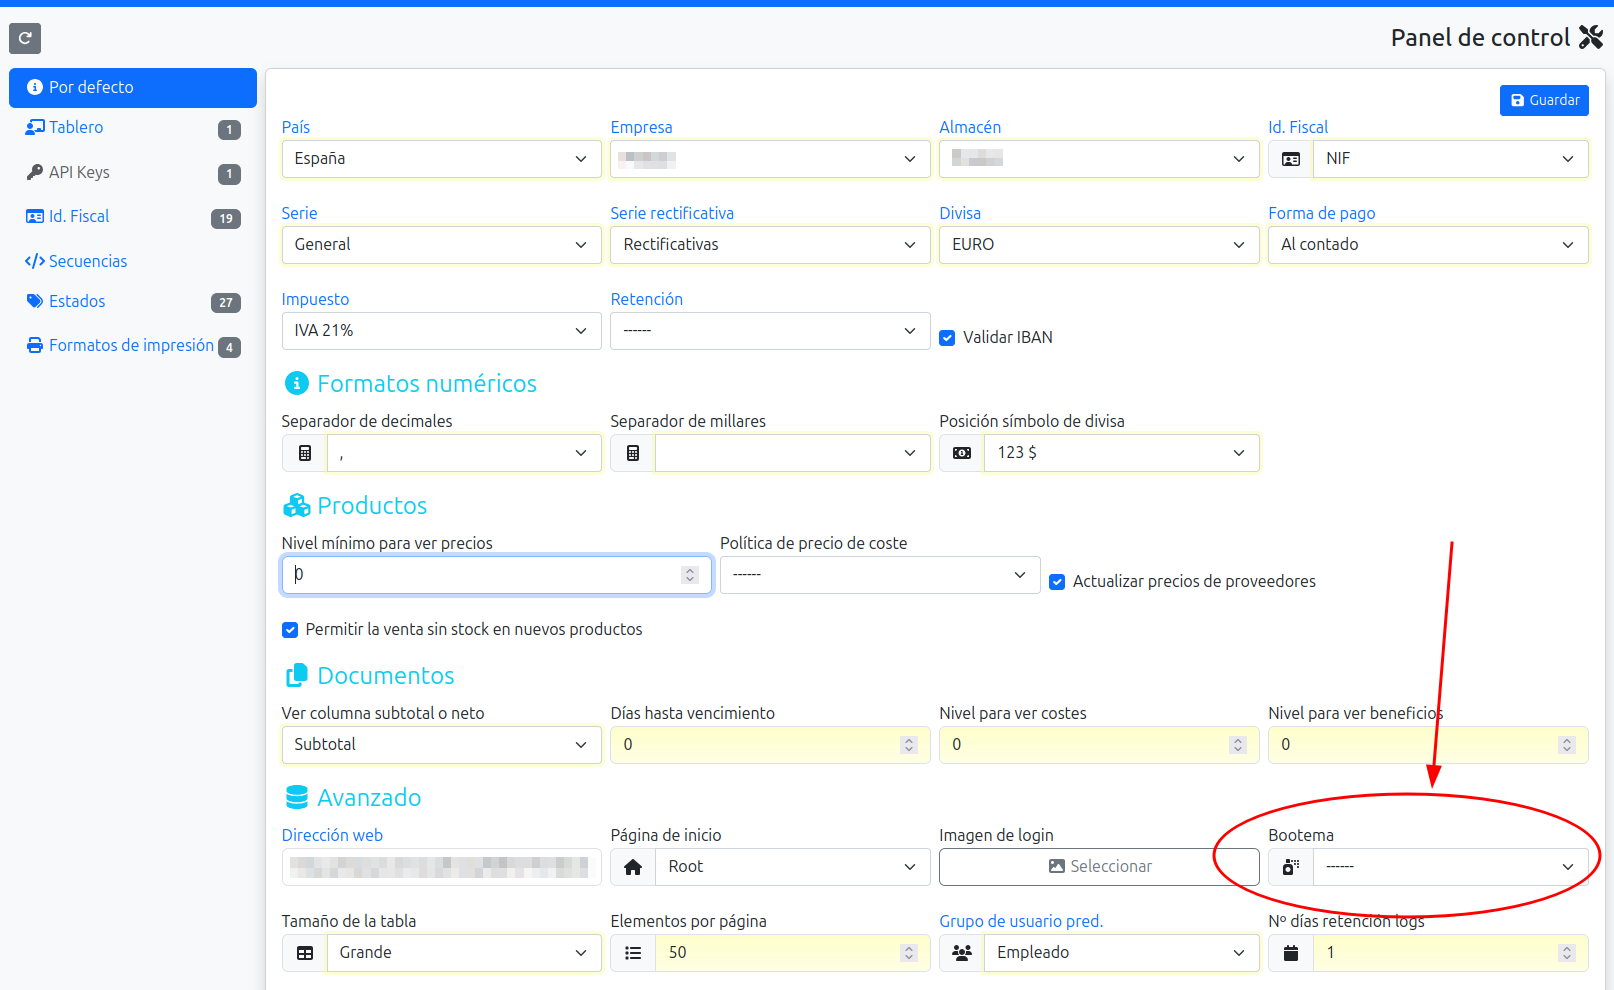 Panel de control
Por defecto
Tablero 1
API Keys 1
Id. Fiscal 19
Secuencias
Estados 27
Formatos de impresión 4
Guardar
País Empresa Almacén Id. Fiscal
España NIF
Serie Serie rectificativa Divisa Forma de pago
General Rectificativas EURO Al contado
Impuesto Retención
IVA 21% ------ Validar IBAN
Formatos numéricos
Separador de decimales Separador de millares Posición símbolo de divisa
, 123 $
Productos
Nivel mínimo para ver precios Política de precio de coste
0 ------ Actualizar precios de proveedores
Permitir la venta sin stock en nuevos productos
Documentos
Ver columna subtotal o neto Días hasta vencimiento Nivel para ver costes Nivel para ver beneficios
Subtotal 0 0 0
Avanzado
Dirección web Página de inicio Imagen de login Bootema
Root Seleccionar ------
Tamaño de la tabla Elementos por página Grupo de usuario pred. Nº días retención logs
Grande 50 Empleado 1